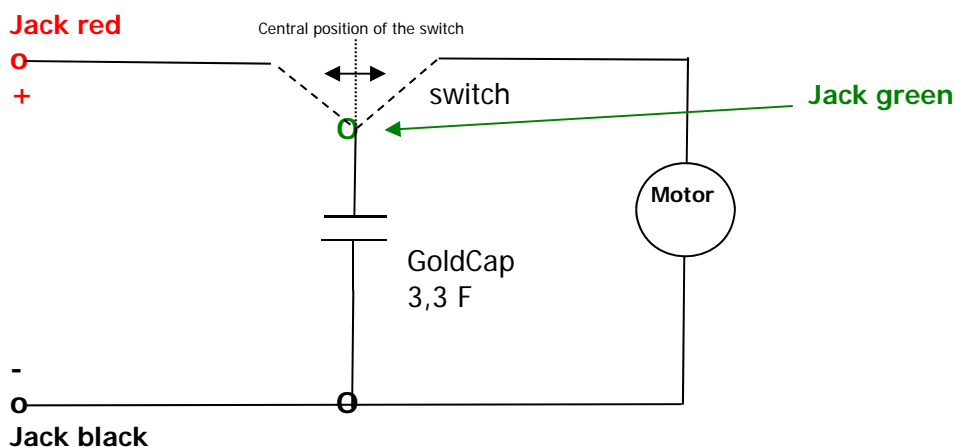 Jack red
Central position of the switch
o
+
switch
Jack green
O
Motor
GoldCap
3,3 F
-
o
O
Jack black